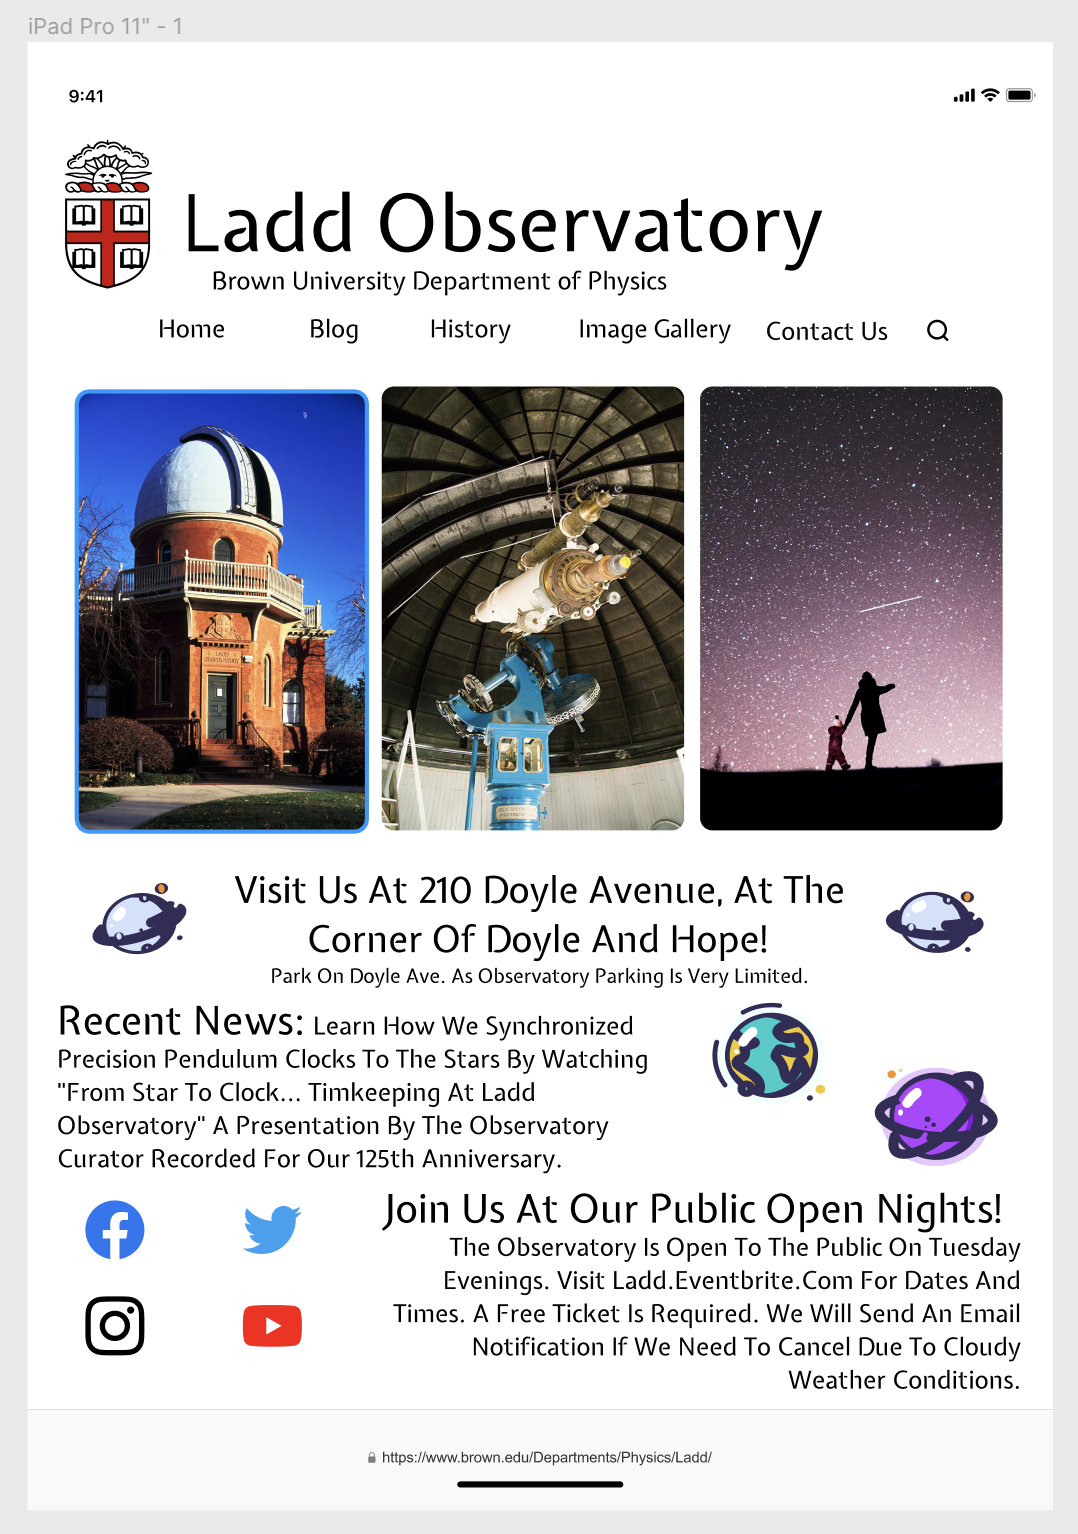 iPad Pro 11" - 1
9:41
Ladd Observatory
Brown University Department of Physics
Home Blog History Image Gallery Contact Us
LADD
OBSERVATORY
Visit Us At 210 Doyle Avenue, At The
Corner Of Doyle And Hope!
Park On Doyle Ave. As Observatory Parking Is Very Limited.
Recent News: Learn How We Synchronized
Precision Pendulum Clocks To The Stars By Watching
"From Star To Clock... Timkeeping At Ladd
Observatory" A Presentation By The Observatory
Curator Recorded For Our 125th Anniversary.
Join Us At Our Public Open Nights!
The Observatory Is Open To The Public On Tuesday
Evenings. Visit Ladd.Eventbrite.Com For Dates And
Times. A Free Ticket Is Required. We Will Send An Email
Notification If We Need To Cancel Due To Cloudy
Weather Conditions.
https://www.brown.edu/Departments/Physics/Ladd/